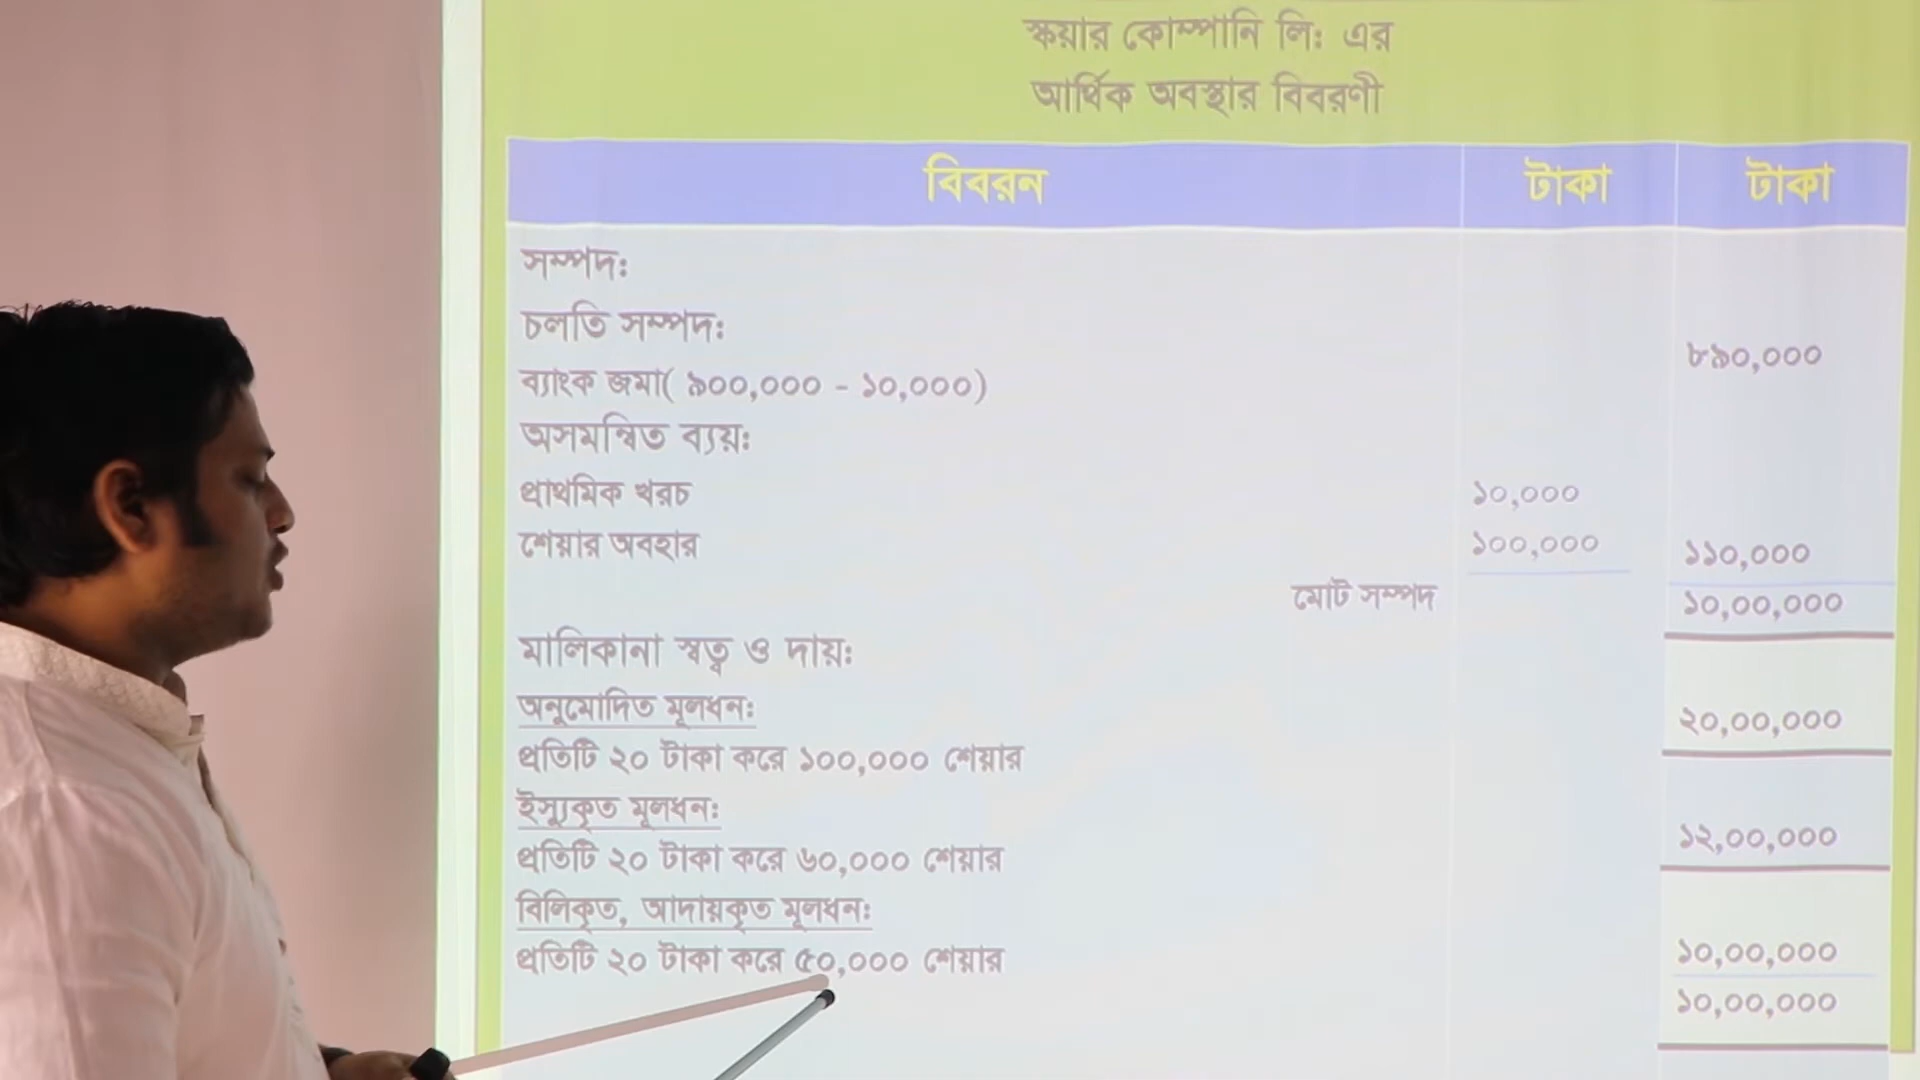 স্কয়ার কোম্পানি লি: এর
আর্থিক অবস্থার বিবরণী
বিবরন টাকা টাকা
সম্পদ:
চলতি সম্পদ:
ব্যাংক জমা( ৯০০,০০০ - ১০,০০০) ৮৯০,০০০
অসমন্বিত ব্যয়:
প্রাথমিক খরচ ১০,০০০
শেয়ার অবহার ১০০,০০০ ১১০,০০০
মোট সম্পদ ১০,০০,০০০
মালিকানা স্বত্ব ও দায়:
অনুমোদিত মূলধন:
প্রতিটি ২০ টাকা করে ১০০,০০০ শেয়ার ২০,০০,০০০
ইস্যুকৃত মূলধন:
প্রতিটি ২০ টাকা করে ৬০,০০০ শেয়ার ১২,০০,০০০
বিলিকৃত, আদায়কৃত মূলধন:
প্রতিটি ২০ টাকা করে ৫০,০০০ শেয়ার ১০,০০,০০০
১০,০০,০০০